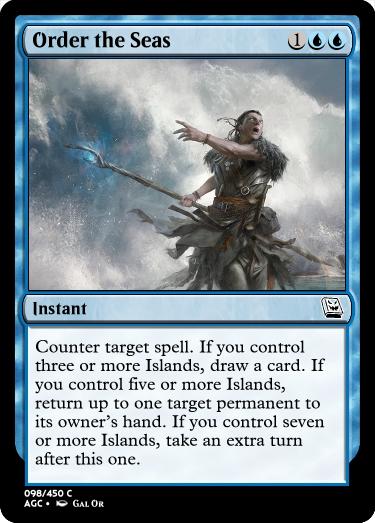 Order the Seas 1
Instant
Counter target spell. If you control
three or more Islands, draw a card. If
you control five or more Islands,
return up to one target permanent to
its owner's hand. If you control seven
or more Islands, take an extra turn
after this one.
098/450 C
AGC • Gal Or